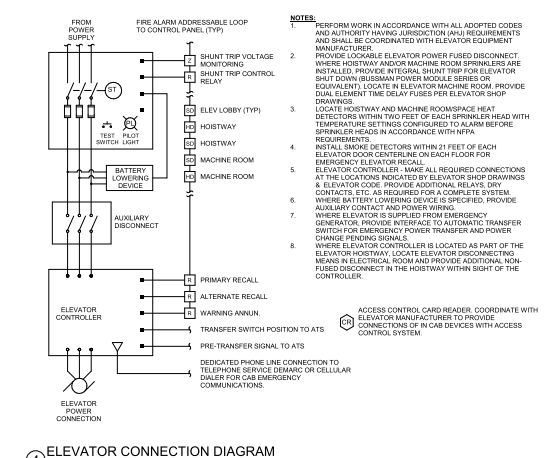 FROM
POWER
SUPPLY
FIRE ALARM ADDRESSABLE LOOP
TO CONTROL PANEL (TYP)
Z
SHUNT TRIP VOLTAGE
MONITORING
R
SHUNT TRIP CONTROL
RELAY
ST
PL
TEST
SWITCH
PILOT
LIGHT
SD
ELEV LOBBY (TYP)
HD
HOISTWAY
SD
HOISTWAY
SD
MACHINE ROOM
HD
MACHINE ROOM
BATTERY
LOWERING
DEVICE
AUXILIARY
DISCONNECT
ELEVATOR
CONTROLLER
R
PRIMARY RECALL
R
ALTERNATE RECALL
R
WARNING ANNUN.
TRANSFER SWITCH POSITION TO ATS
PRE-TRANSFER SIGNAL TO ATS
DEDICATED PHONE LINE CONNECTION TO
TELEPHONE SERVICE DEMARC OR CELLULAR
DIALER FOR CAB EMERGENCY
COMMUNICATIONS.
ELEVATOR
POWER
CONNECTION
NOTES:
1. PERFORM WORK IN ACCORDANCE WITH ALL ADOPTED CODES
AND AUTHORITY HAVING JURISDICTION (AHJ) REQUIREMENTS
AND SHALL BE COORDINATED WITH ELEVATOR EQUIPMENT
MANUFACTURER.
2. PROVIDE LOCKABLE ELEVATOR POWER FUSED DISCONNECT.
WHERE HOISTWAY AND/OR MACHINE ROOM SPRINKLERS ARE
INSTALLED, PROVIDE INTEGRAL SHUNT TRIP FOR ELEVATOR
SHUT DOWN (BUSSMAN POWER MODULE SERIES OR
EQUIVALENT). LOCATE IN ELEVATOR MACHINE ROOM. PROVIDE
DUAL ELEMENT TIME DELAY FUSES PER ELEVATOR SHOP
DRAWINGS.
3. LOCATE HOISTWAY AND MACHINE ROOM/SPACE HEAT
DETECTORS WITHIN TWO FEET OF EACH SPRINKLER HEAD WITH
TEMPERATURE SETTINGS CONFIGURED TO ALARM BEFORE
SPRINKLER HEADS IN ACCORDANCE WITH NFPA
REQUIREMENTS.
4. INSTALL SMOKE DETECTORS WITHIN 21 FEET OF EACH
ELEVATOR DOOR CENTERLINE ON EACH FLOOR FOR
EMERGENCY ELEVATOR RECALL.
5. ELEVATOR CONTROLLER - MAKE ALL REQUIRED CONNECTIONS
AT THE LOCATIONS INDICATED BY ELEVATOR SHOP DRAWINGS
& ELEVATOR CODE. PROVIDE ADDITIONAL RELAYS, DRY
CONTACTS, ETC. AS REQUIRED FOR A COMPLETE SYSTEM.
6. WHERE BATTERY LOWERING DEVICE IS SPECIFIED, PROVIDE
AUXILIARY CONTACT AND POWER WIRING.
7. WHERE ELEVATOR IS SUPPLIED FROM EMERGENCY
GENERATOR, PROVIDE INTERFACE TO AUTOMATIC TRANSFER
SWITCH FOR EMERGENCY POWER TRANSFER AND POWER
CHANGE PENDING SIGNALS.
8. WHERE ELEVATOR CONTROLLER IS LOCATED AS PART OF THE
ELEVATOR HOISTWAY, LOCATE ELEVATOR DISCONNECTING
MEANS IN ELECTRICAL ROOM AND PROVIDE ADDITIONAL NON-
FUSED DISCONNECT IN THE HOISTWAY WITHIN SIGHT OF THE
CONTROLLER.
CR
ACCESS CONTROL CARD READER. COORDINATE WITH
ELEVATOR MANUFACTURER TO PROVIDE
CONNECTIONS OF IN CAB DEVICES WITH ACCESS
CONTROL SYSTEM.
ELEVATOR CONNECTION DIAGRAM